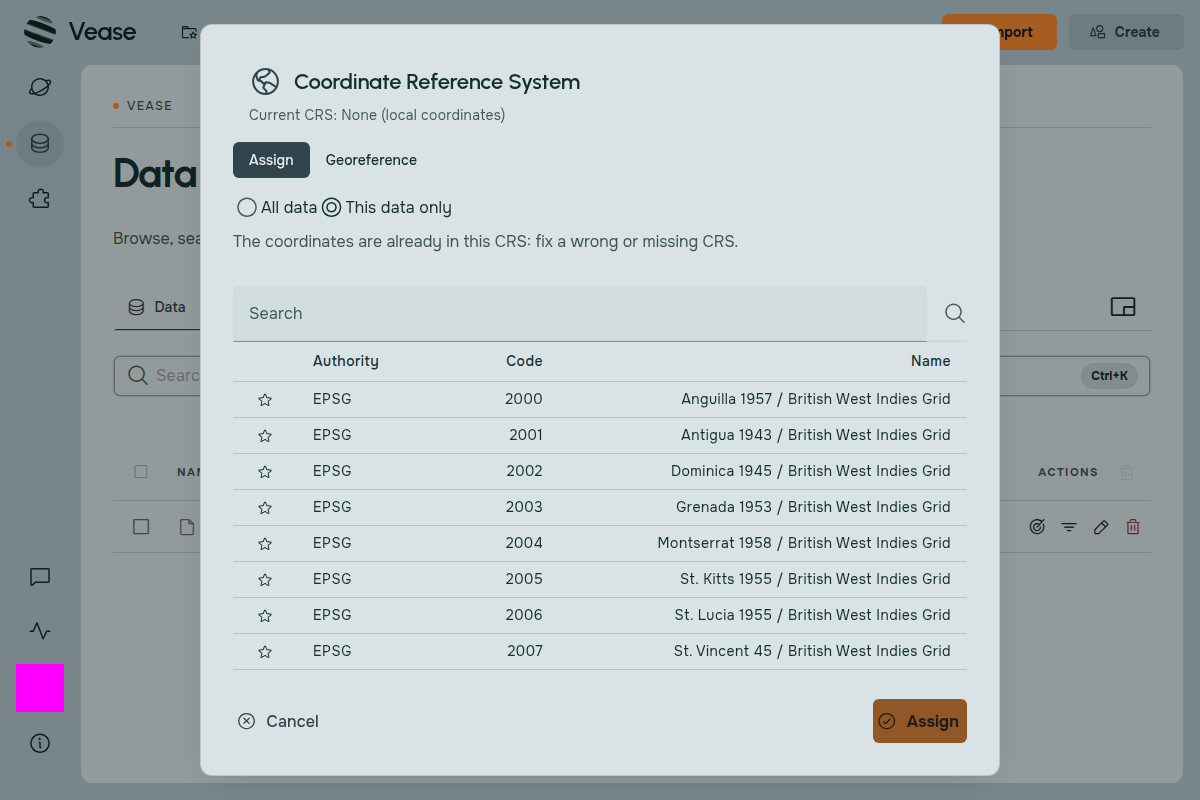 Vease
port
Create
VEASE
Data
Browse, sea
Data
Searc
Ctrl+K
NAM
ACTIONS
Coordinate Reference System
Current CRS: None (local coordinates)
Assign
Georeference
All data
This data only
The coordinates are already in this CRS: fix a wrong or missing CRS.
Search
Authority Code Name
EPSG 2000 Anguilla 1957 / British West Indies Grid
EPSG 2001 Antigua 1943 / British West Indies Grid
EPSG 2002 Dominica 1945 / British West Indies Grid
EPSG 2003 Grenada 1953 / British West Indies Grid
EPSG 2004 Montserrat 1958 / British West Indies Grid
EPSG 2005 St. Kitts 1955 / British West Indies Grid
EPSG 2006 St. Lucia 1955 / British West Indies Grid
EPSG 2007 St. Vincent 45 / British West Indies Grid
Cancel
Assign